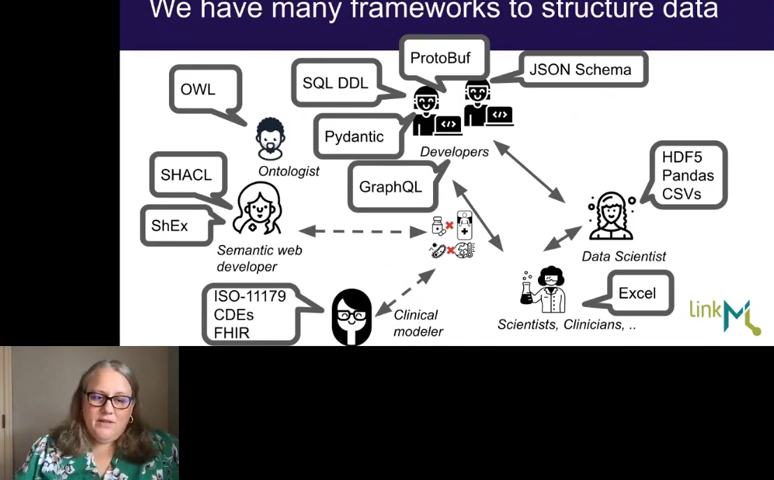 We have many frameworks to structure data
ProtoBuf
SQL DDL
JSON Schema
OWL
Pydantic
Developers
Ontologist
GraphQL
HDF5
Pandas
CSVs
SHACL
ShEx
Semantic web
developer
Data Scientist
ISO-11179
CDEs
FHIR
Clinical
modeler
Excel
Scientists, Clinicians, ..
linkML